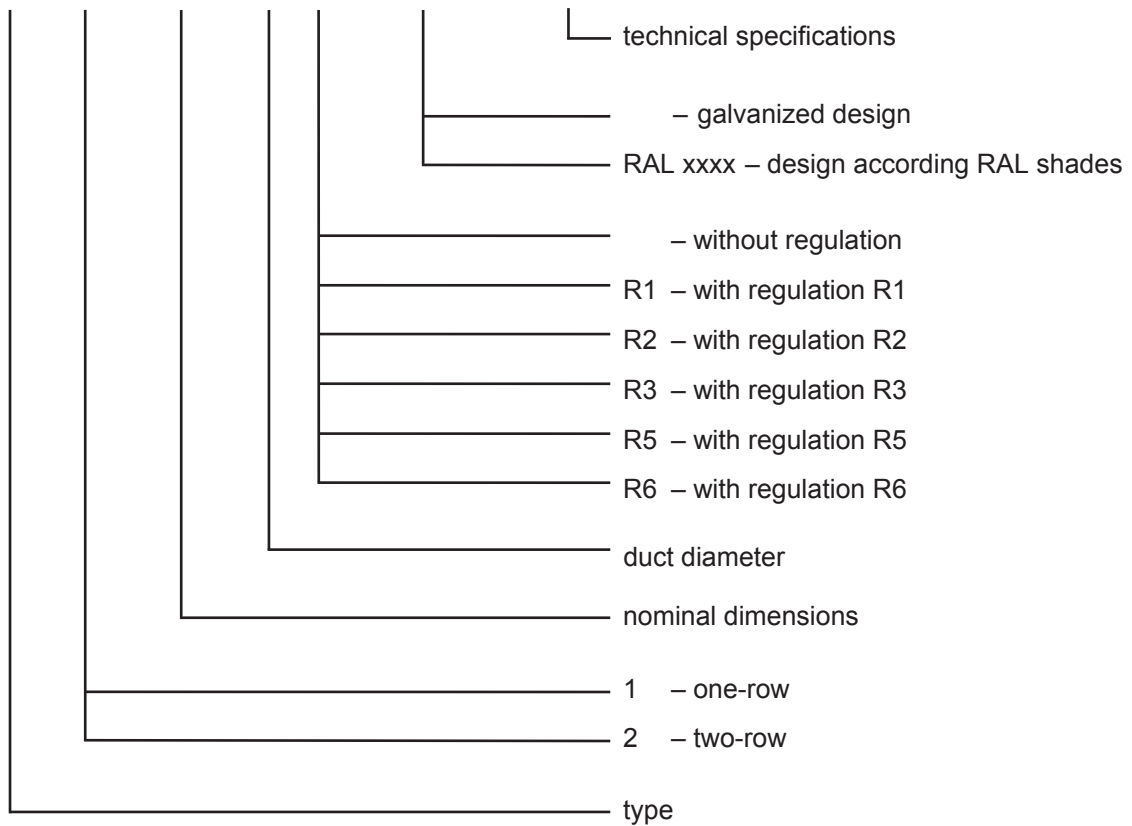 technical specifications
– galvanized design
RAL xxxx – design according RAL shades
– without regulation
R1 – with regulation R1
R2 – with regulation R2
R3 – with regulation R3
R5 – with regulation R5
R6 – with regulation R6
duct diameter
nominal dimensions
1 – one-row
2 – two-row
type